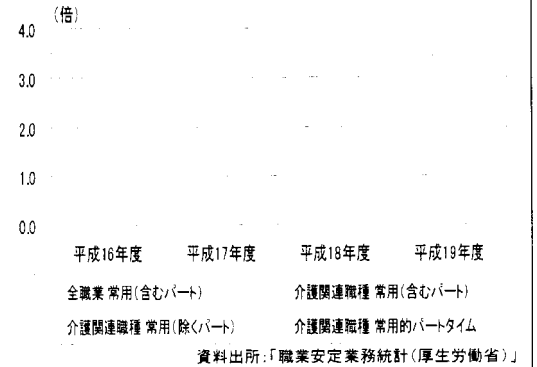 (倍)
4.0
3.0
2.0
1.0
0.0
平成16年度 平成17年度 平成18年度 平成19年度
全職業 常用(含むパート) 介護関連職種 常用(含むパート)
介護関連職種 常用(除くパート) 介護関連職種 常用的パートタイム
資料出所:「職業安定業務統計(厚生労働省)」